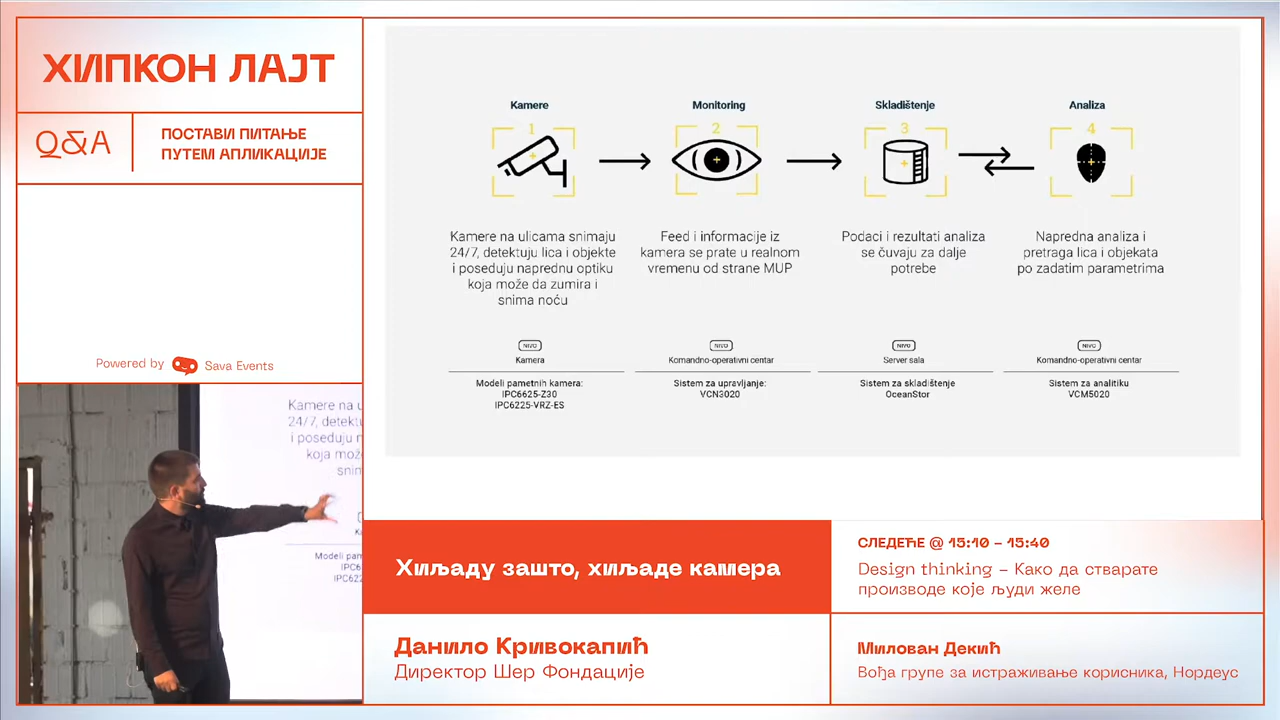 ХИПКОН ЛАЈТ
Q&A
ПОСТАВИ ПИТАЊЕ
ПУТЕМ АПЛИКАЦИЈЕ
Powered by Sava Events
Kamere
1
Kamere na ulicama snimaju
24/7, detektuju lica i objekte
i poseduju naprednu optiku
koja može da zumira i
snima noću
NIVO
Kamera
Modeli pametnih kamera:
IPC6625-Z30
IPC6225-VRZ-ES
Monitoring
2
Feed i informacije iz
kamera se prate u realnom
vremenu od strane MUP
NIVO
Komandno-operativni centar
Sistem za upravljanje:
VCN3020
Skladištenje
3
Podaci i rezultati analiza
se čuvaju za dalje
potrebe
NIVO
Server sala
Sistem za skladištenje
OceanStor
Analiza
4
Napredna analiza i
pretraga lica i objekata
po zadatim parametrima
NIVO
Komandno-operativni centar
Sistem za analitiku
VCM5020
Kamere na u
24/7, detektu
i poseduju n
koja može
snim
Modeli pam
IPC6
IPC62
Хиљаду зашто, хиљаде камера
Данило Кривокапић
Директор Шер Фондације
СЛЕДЕЋЕ @ 15:10 – 15:40
Design thinking – Како да стварате
производе које људи желе
Милован Декић
Вођа групе за истраживање корисника, Нордеус